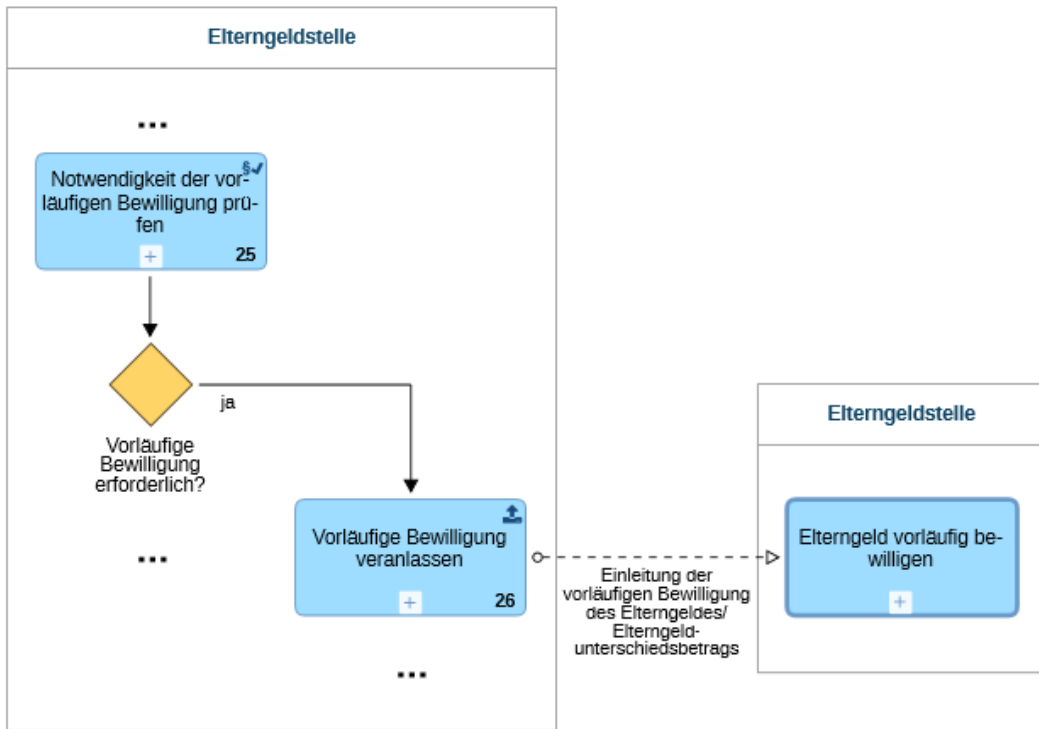 Elterngeldstelle
...
§
Notwendigkeit der vor-
läufigen Bewilligung prü-
fen
+
25
ja
Vorläufige
Bewilligung
erforderlich?
...
Vorläufige Bewilligung
veranlassen
+
26
...
Einleitung der
vorläufigen Bewilligung
des Elterngeldes/
Elterngeld-
unterschiedsbetrags
Elterngeldstelle
Elterngeld vorläufig be-
willigen
+